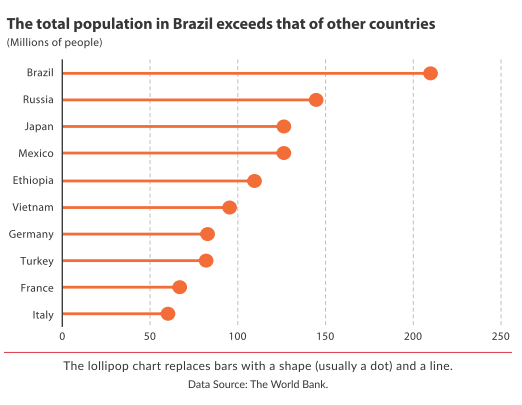 The total population in Brazil exceeds that of other countries
(Millions of people)
Brazil
Russia
Japan
Mexico
Ethiopia
Vietnam
Germany
Turkey
France
Italy
0 50 100 150 200 250
The lollipop chart replaces bars with a shape (usually a dot) and a line.
Data Source: The World Bank.